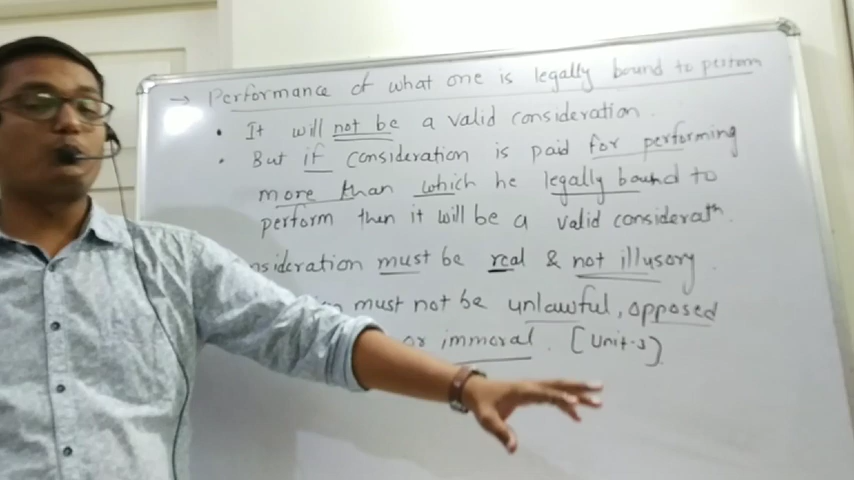 → Performance of what one is legally bound to perform
• It will not be a valid consideration.
• But if consideration is paid for performing
more than which he legally bound to
perform then it will be a valid considerath.
nsideration must be real & not illusory.
must not be unlawful, opposed
or immoral. [Unit-3]